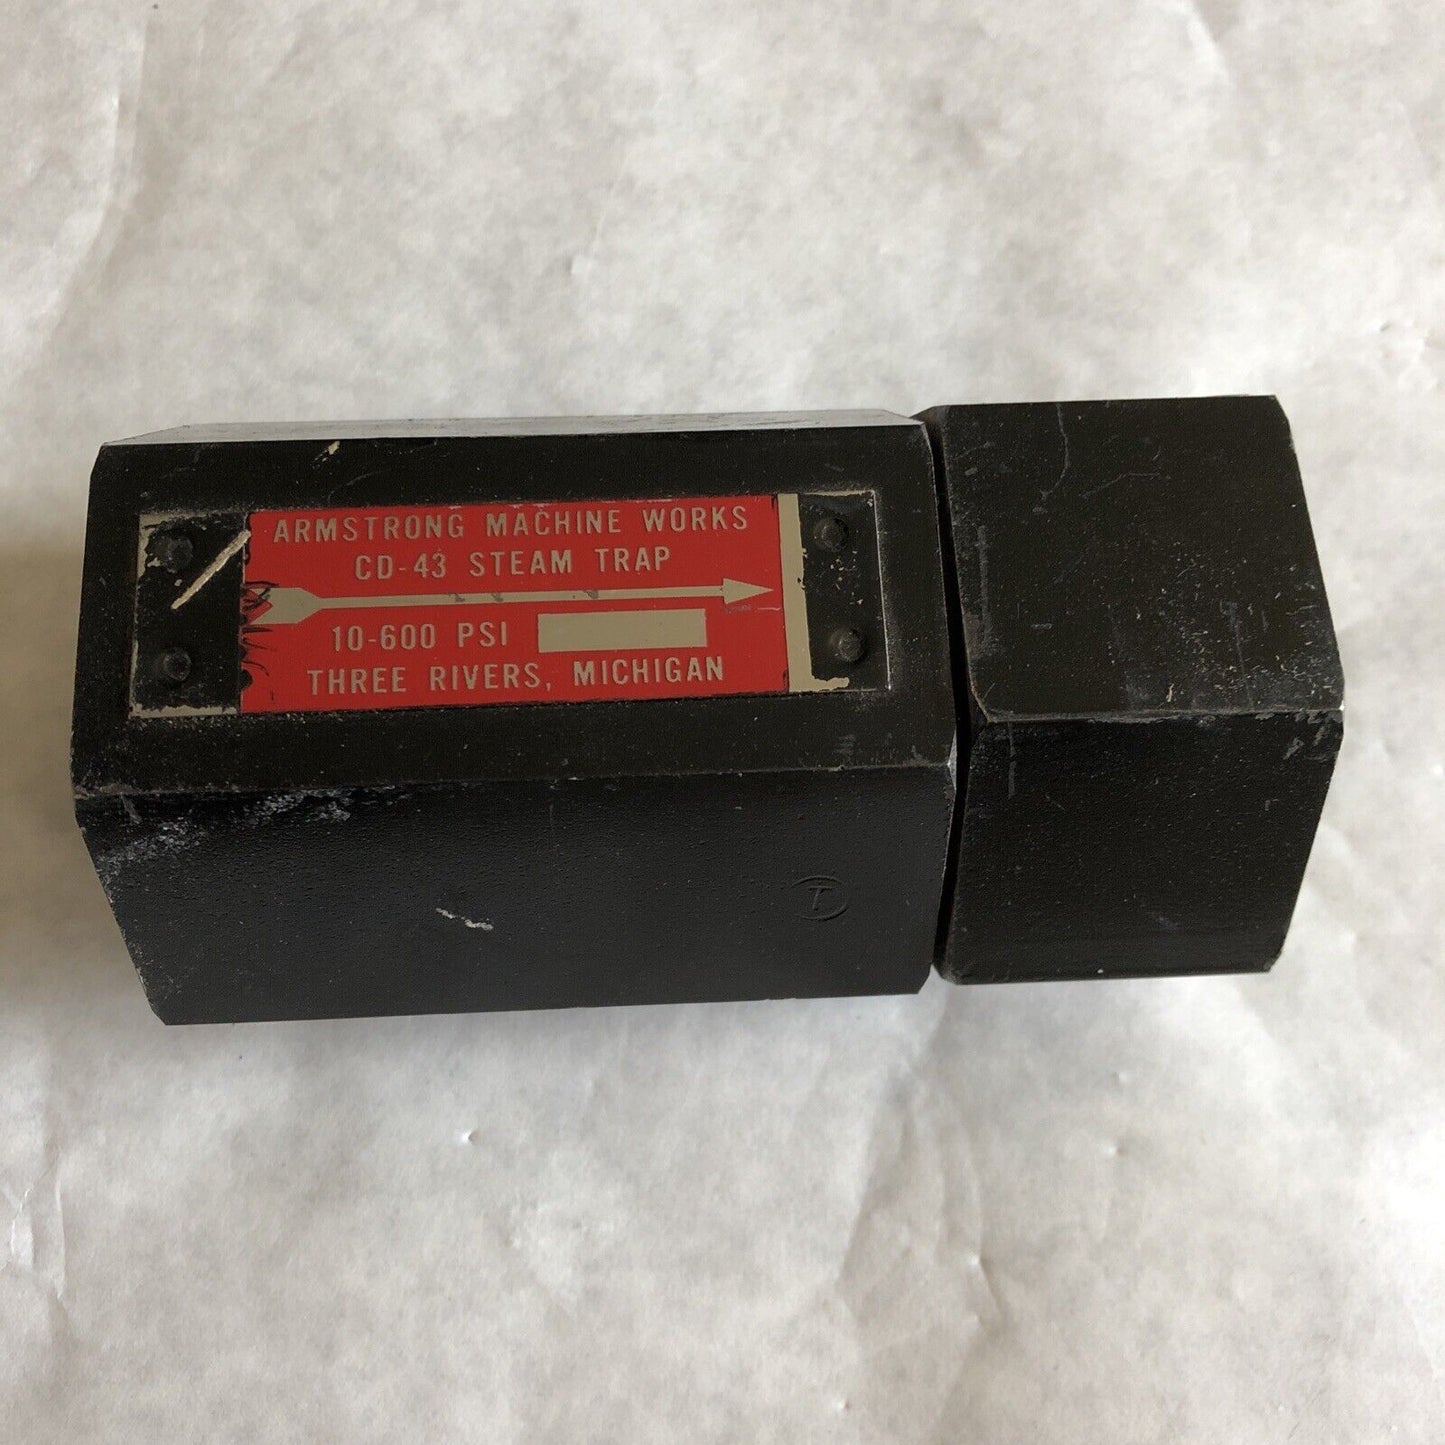 ARMSTRONG MACHINE WORKS
CD-43 STEAM TRAP
10-600 PSI
THREE RIVERS, MICHIGAN
T